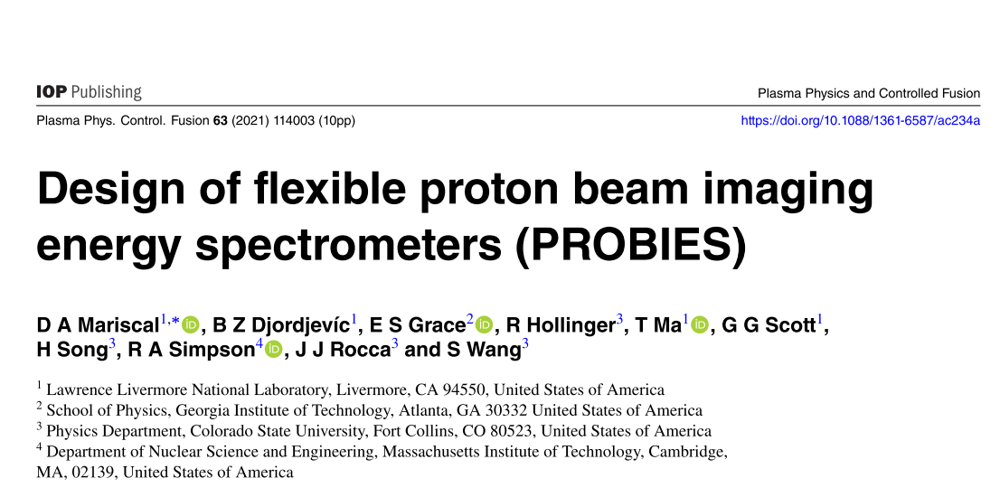 IOP Publishing
Plasma Physics and Controlled Fusion
Plasma Phys. Control. Fusion 63 (2021) 114003 (10pp)
https://doi.org/10.1088/1361-6587/ac234a
Design of flexible proton beam imaging
energy spectrometers (PROBIES)
D A Mariscal1,* iD, B Z Djordjevíc1, E S Grace2 iD, R Hollinger3, T Ma1 iD, G G Scott1,
H Song3, R A Simpson4 iD, J J Rocca3 and S Wang3
1 Lawrence Livermore National Laboratory, Livermore, CA 94550, United States of America
2 School of Physics, Georgia Institute of Technology, Atlanta, GA 30332 United States of America
3 Physics Department, Colorado State University, Fort Collins, CO 80523, United States of America
4 Department of Nuclear Science and Engineering, Massachusetts Institute of Technology, Cambridge,
MA, 02139, United States of America